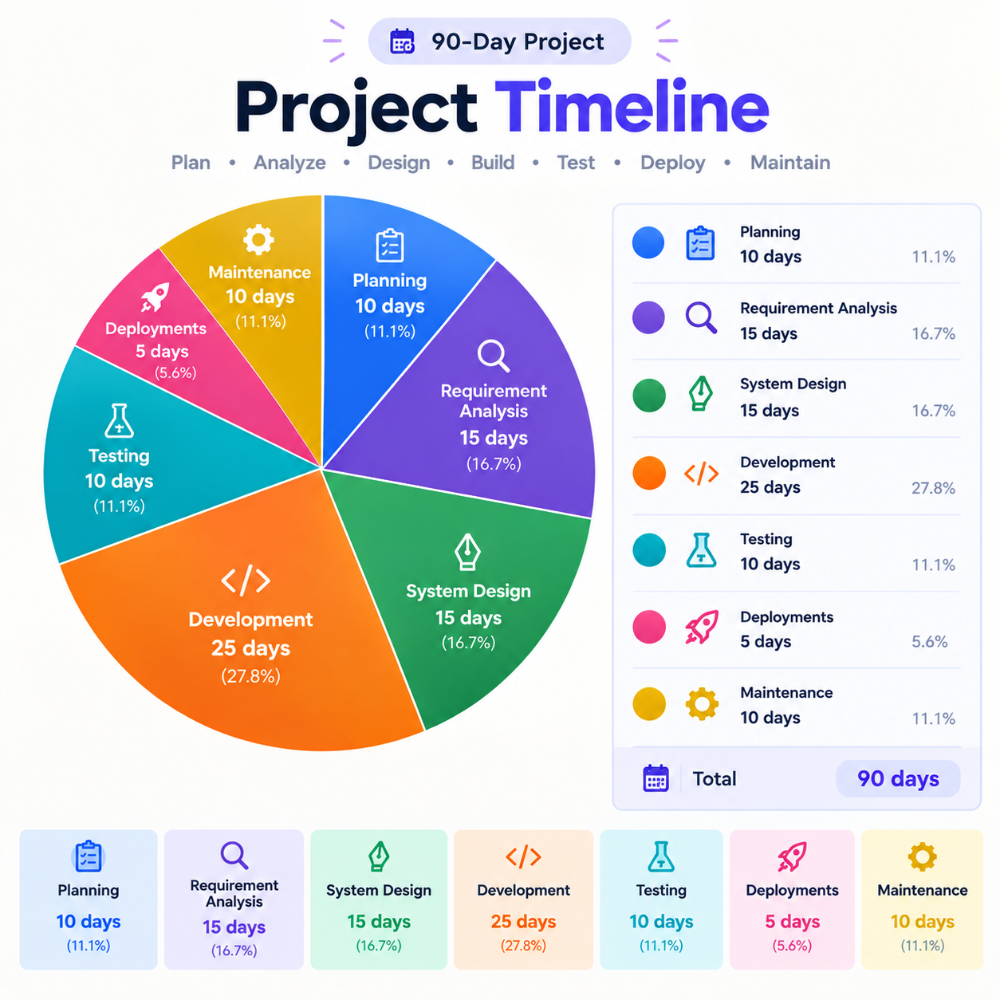 90-Day Project
Project Timeline
Plan • Analyze • Design • Build • Test • Deploy • Maintain
Maintenance
10 days
(11.1%)
Planning
10 days
(11.1%)
Deployments
5 days
(5.6%)
Requirement
Analysis
15 days
(16.7%)
Testing
10 days
(11.1%)
System Design
15 days
(16.7%)
Development
25 days
(27.8%)
Planning
10 days 11.1%
Requirement Analysis
15 days 16.7%
System Design
15 days 16.7%
Development
25 days 27.8%
Testing
10 days 11.1%
Deployments
5 days 5.6%
Maintenance
10 days 11.1%
Total 90 days
Planning
10 days
(11.1%)
Requirement
Analysis
15 days
(16.7%)
System Design
15 days
(16.7%)
Development
25 days
(27.8%)
Testing
10 days
(11.1%)
Deployments
5 days
(5.6%)
Maintenance
10 days
(11.1%)